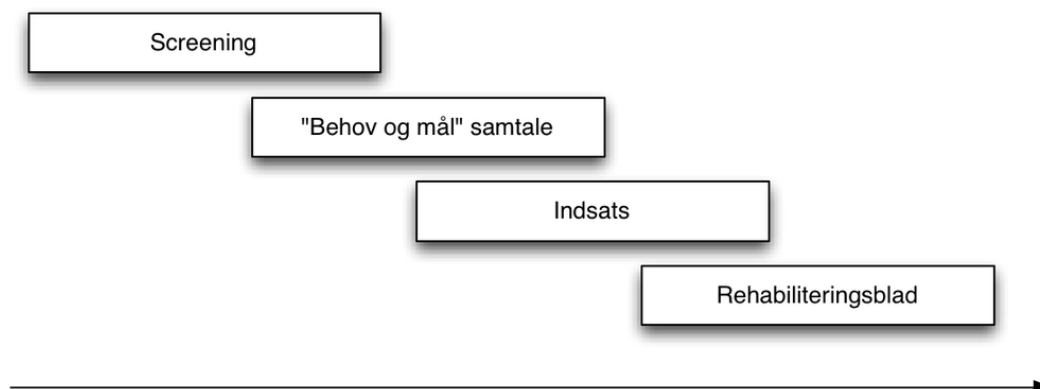 Screening
"Behov og mål" samtale
Indsats
Rehabiliteringsblad